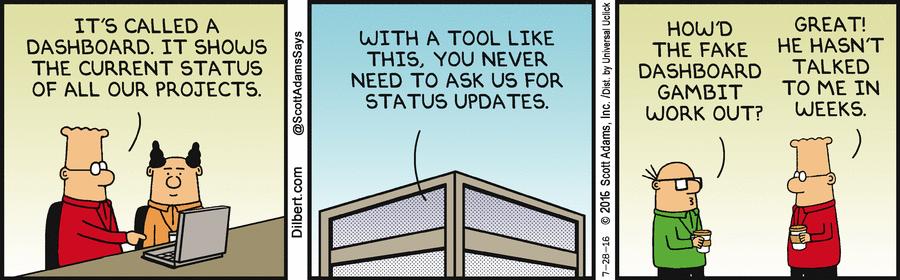 IT'S CALLED A
DASHBOARD. IT SHOWS
THE CURRENT STATUS
OF ALL OUR PROJECTS.
Dilbert.com @ScottAdamsSays
WITH A TOOL LIKE
THIS, YOU NEVER
NEED TO ASK US FOR
STATUS UPDATES.
7-28-16 © 2016 Scott Adams, Inc. /Dist. by Universal Uclick
HOW'D
THE FAKE
DASHBOARD
GAMBIT
WORK OUT?
GREAT!
HE HASN'T
TALKED
TO ME IN
WEEKS.